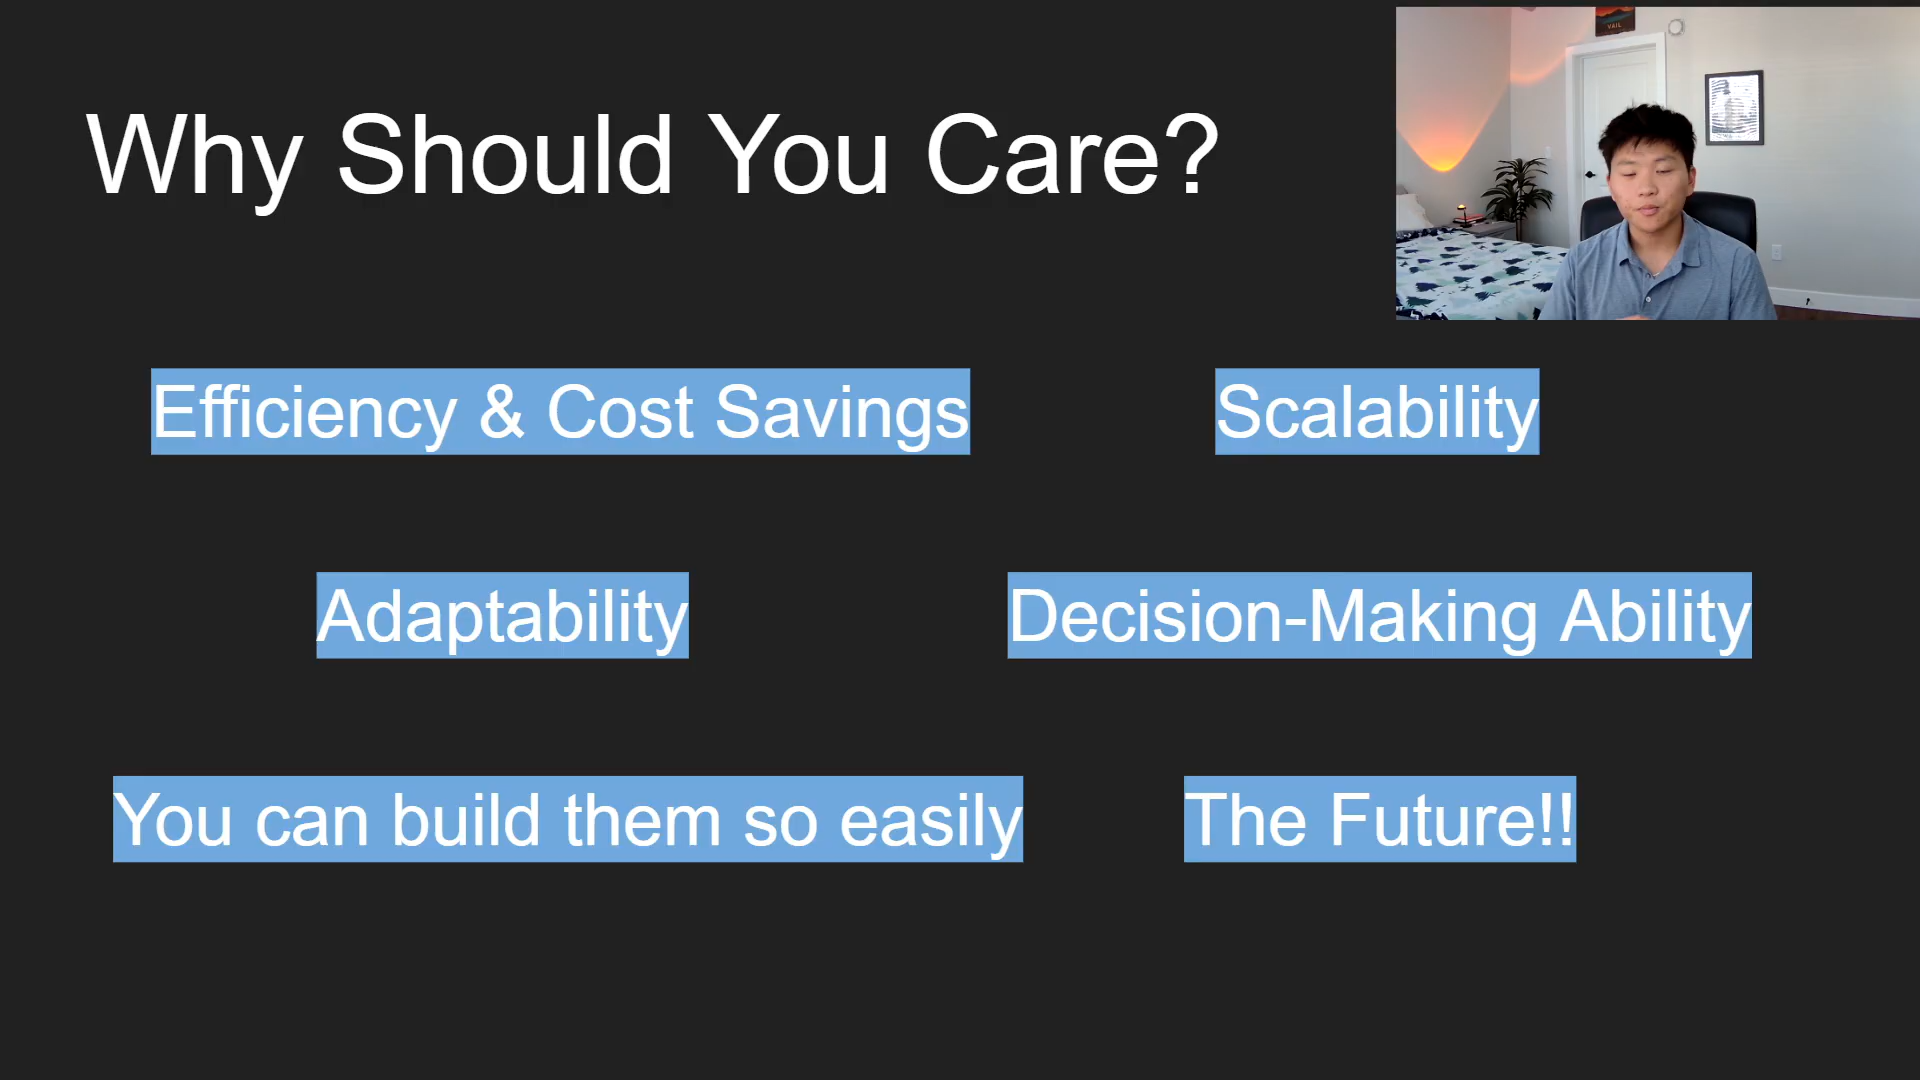 VAIL
Why Should You Care?
Efficiency & Cost Savings
Scalability
Adaptability
Decision-Making Ability
You can build them so easily
The Future!!